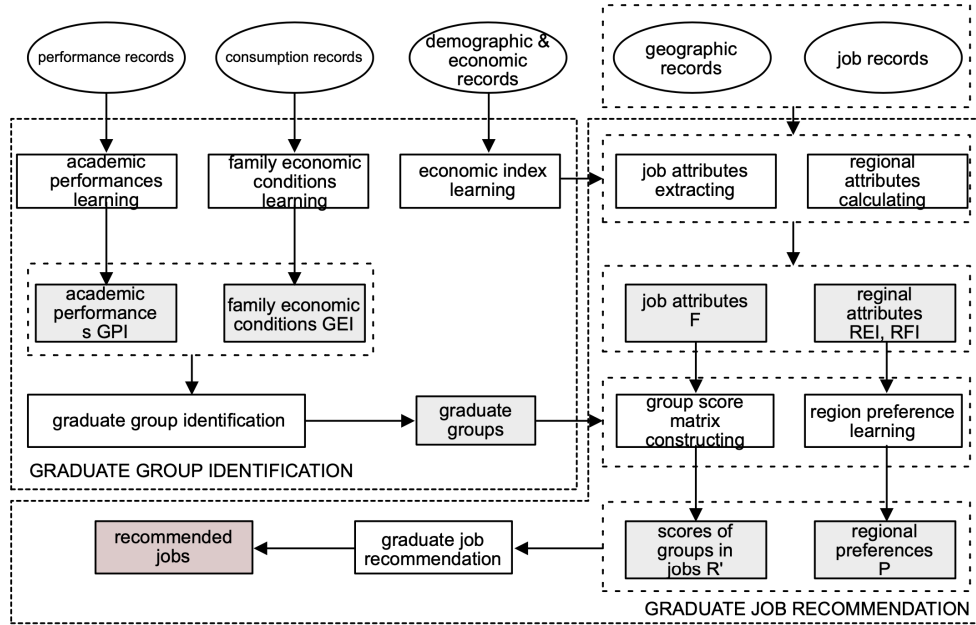 performance records
consumption records
demographic &
economic
records
geographic
records
job records
academic
performances
learning
family economic
conditions learning
economic index
learning
job attributes
extracting
regional
attributes
calculating
academic
performance
s GPI
family economic
conditions GEI
job attributes
F
reginal
attributes
REI, RFI
graduate group identification
graduate
groups
group score
matrix
constructing
region preference
learning
GRADUATE GROUP IDENTIFICATION
recommended
jobs
graduate job
recommendation
scores of
groups in
jobs R'
regional
preferences
P
GRADUATE JOB RECOMMENDATION